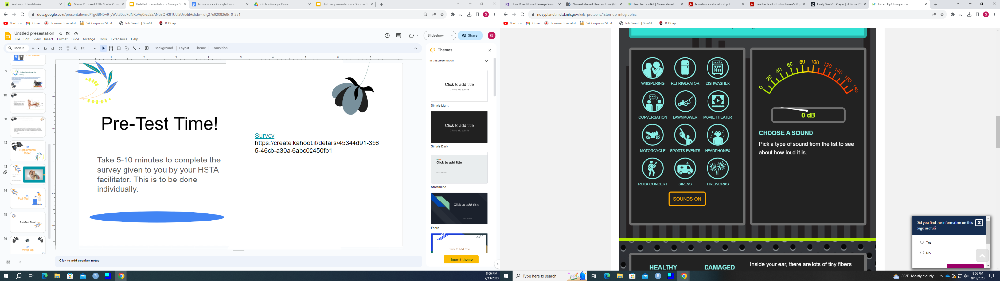 Postings | Handshake
Menu 11th and 12th Grade Proje
Untitled presentation - Google S
Noise.docx - Google Docs
Giuls - Google Drive
Untitled presentation - Google Sl
docs.google.com/presentation/d/
YouTube
Gmail
Forensic Specialist
54 Kingwood St, A...
Job Search | GoinGl...
REDCap
Untitled presentation
File Edit View Insert Format Slide Arrange Tools Extensions Help
Slideshow
Share
G
Menus
Fit
Background
Layout
Theme
Transition
9
10
11
12
Supplemental
Video
13
14
Post-Test
15
Post-Test Time!
16
Wrap-Up
Pre-Test Time!
Take 5-10 minutes to complete the
survey given to you by your HSTA
facilitator. This is to be done
individually.
Survey
https://create.kahoot.it/details/45344d91-356
5-46cb-a30a-6abc02450fb1
Click to add speaker notes
Themes
In this presentation
Click to add title
Click to add subtitle
Simple Light
Click to add title
Click to add subtitle
Simple Dark
Click to add title
Streamline
Click to add title
Focus
Click to add title
Import theme
8:06 PM
9/13/2023
How Does Noise Damage Your
Noise-Induced Hearing Loss (N
Teacher Toolkit | Noisy Planet
how-loud-is-too-loud.pdf
TeacherToolkitInstructions-508.
Unity WebGL Player | dBZone 2
Listen Up! Infographic
noisyplanet.nidcd.nih.gov/kids-preteens/listen-up-infographic
YouTube
Gmail
Forensic Specialist
54 Kingwood St, A...
Job Search | GoinGl...
REDCap
WHISPERING
REFRIGERATOR
DISHWASHER
CONVERSATION
LAWNMOWER
MOVIE THEATER
MOTORCYCLE
SPORTS EVENTS
HEADPHONES
ROCK CONCERT
SIRENS
FIREWORKS
SOUNDS ON
0 20 40 60 80 100 120 140 160 180
0 dB
CHOOSE A SOUND
Pick a type of sound from the list to see
about how loud it is.
HEALTHY
DAMAGED
Inside your ear, there are lots of tiny fibers
Did you find the information on this
page useful?
Yes
No
Type here to search
66°F Mostly cloudy
8:06 PM
9/13/2023